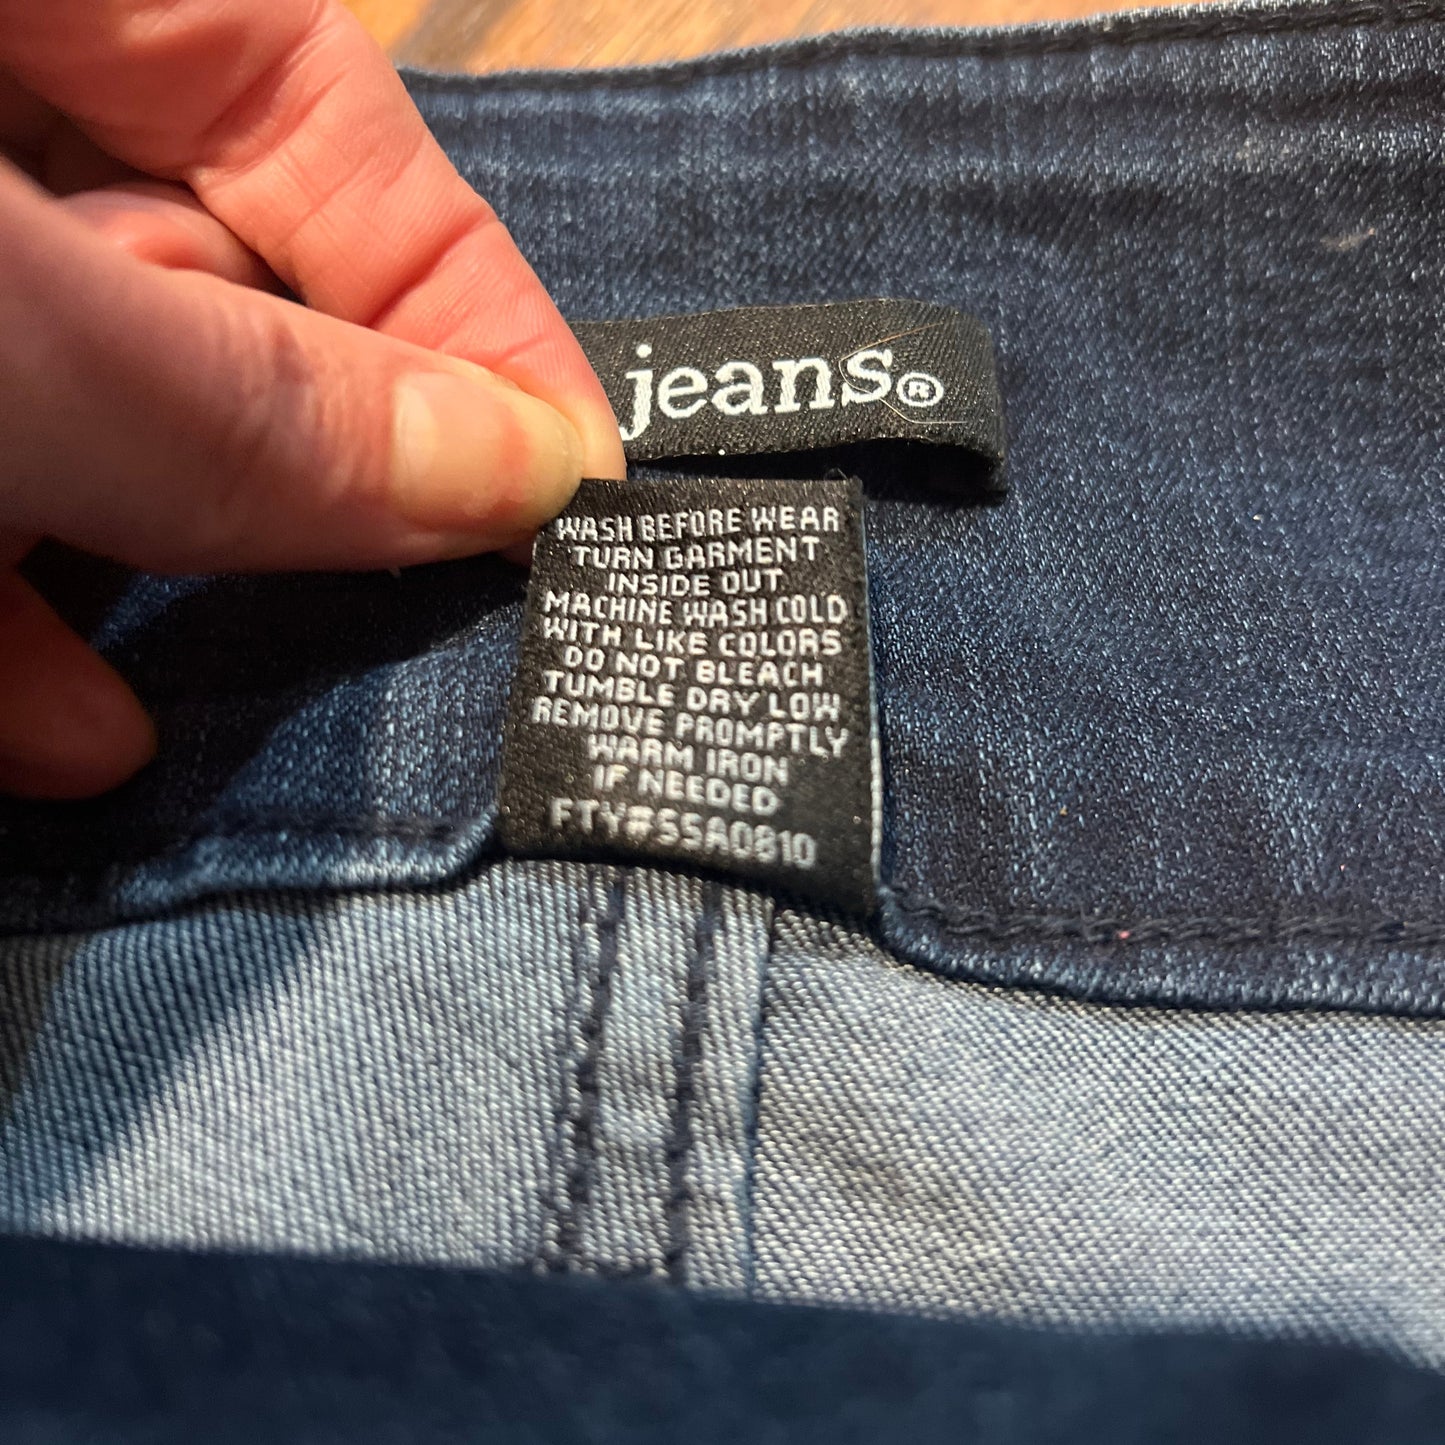 jeans®
WASH BEFORE WEAR
TURN GARMENT
INSIDE OUT
MACHINE WASH COLD
WITH LIKE COLORS
DO NOT BLEACH
TUMBLE DRY LOW
REMOVE PROMPTLY
WARM IRON
IF NEEDED
FTY#SSA0810